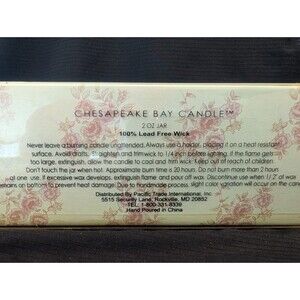 CHESAPEAKE BAY CANDLE™
2 OZ JAR
100% Lead Free Wick
Never leave a burning candle unattended. Always use a holder, placing it on a heat resistant
surface. Avoid drafts. Straighten and trim wick to 1/4 inch before lighting. If the flame gets
too large, extinguish, allow the candle to cool and trim wick. Keep out of reach of children.
Don't touch the jar when hot. Approximate burn time is 20 hours. Do not burn more than 2 hours
at one use. If excessive wax develops, extinguish flame and pour off wax. Discontinue use when 1/2" of wax
remains on bottom to prevent heat damage. Due to handmade process, slight color variation will occur on the
Distributed By Pacific Trade International, Inc.
5515 Security Lane, Rockville, MD 20852
TEL. 1-800-331-8339
Hand Poured in China